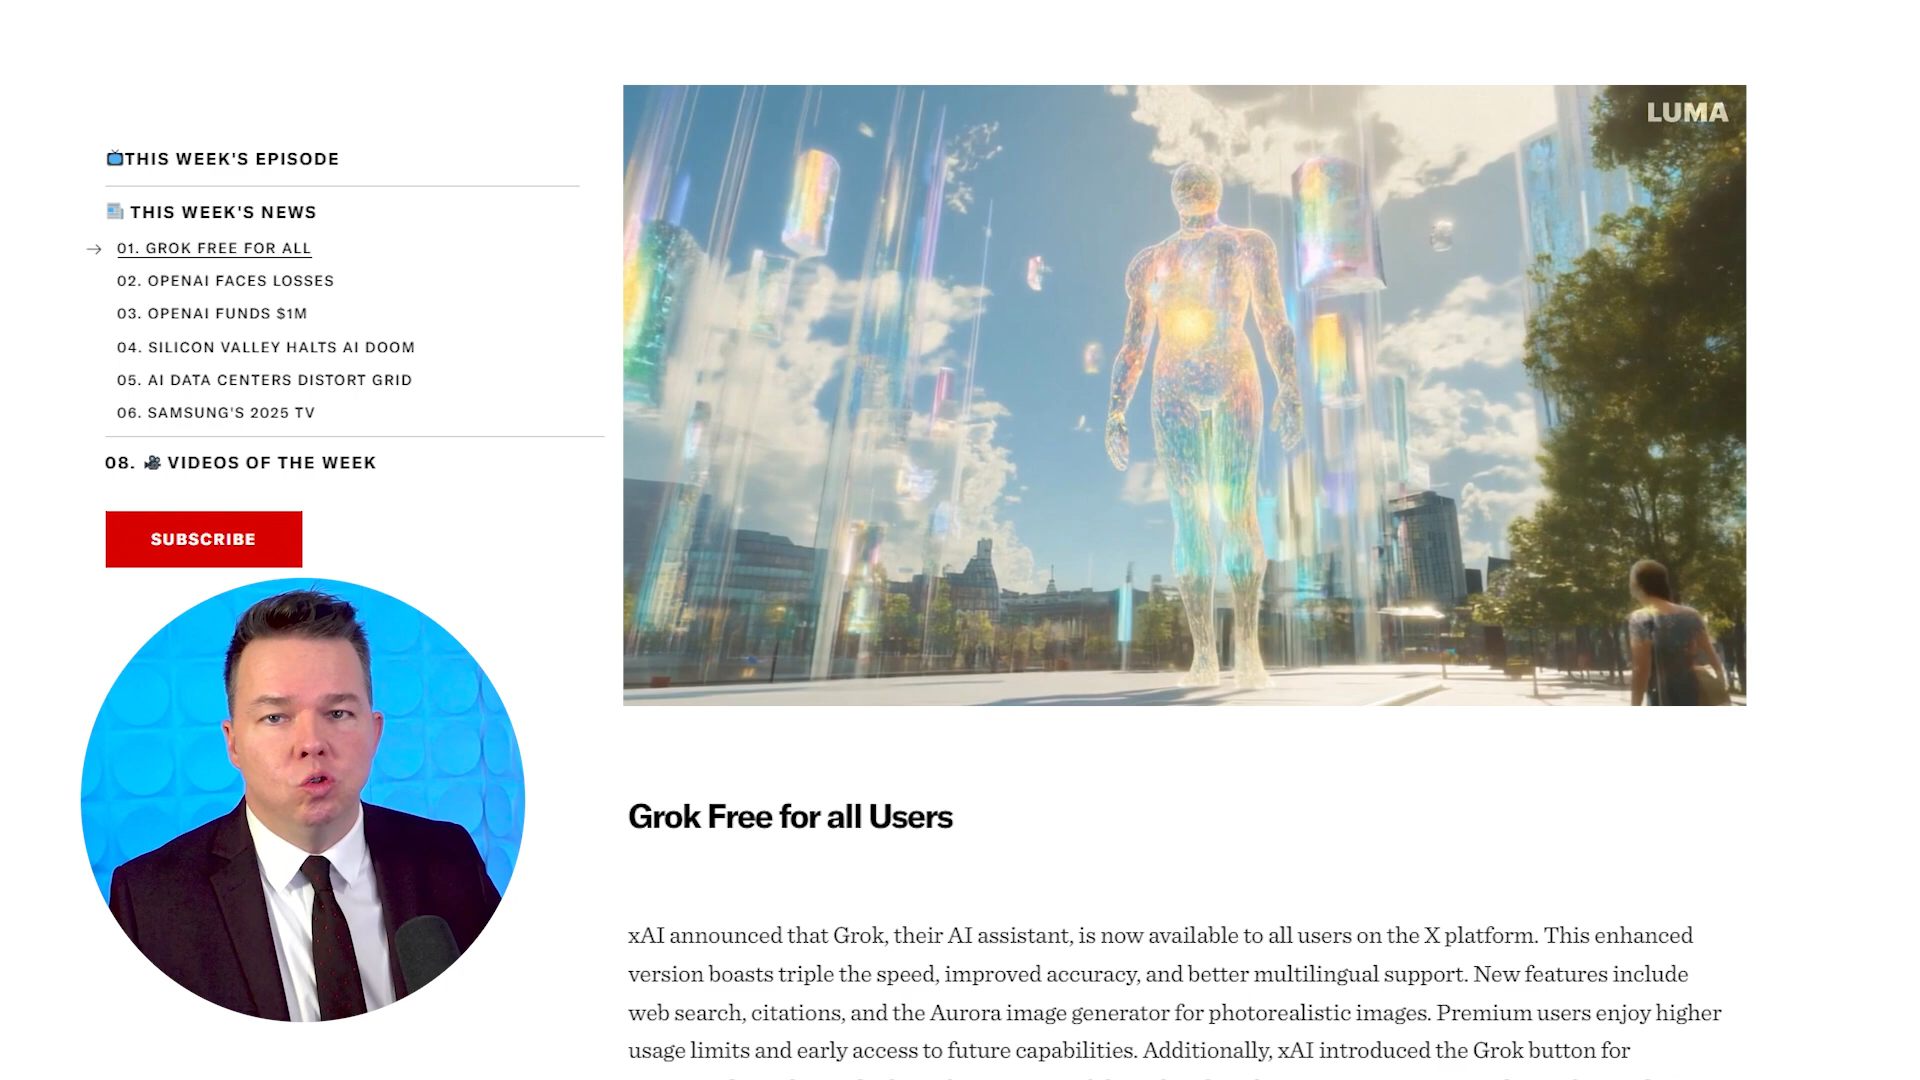 THIS WEEK'S EPISODE
THIS WEEK'S NEWS
01. GROK FREE FOR ALL
02. OPENAI FACES LOSSES
03. OPENAI FUNDS $1M
04. SILICON VALLEY HALTS AI DOOM
05. AI DATA CENTERS DISTORT GRID
06. SAMSUNG'S 2025 TV
08. VIDEOS OF THE WEEK
SUBSCRIBE
LUMA
Grok Free for all Users
xAI announced that Grok, their AI assistant, is now available to all users on the X platform. This enhanced
version boasts triple the speed, improved accuracy, and better multilingual support. New features include
web search, citations, and the Aurora image generator for photorealistic images. Premium users enjoy higher
usage limits and early access to future capabilities. Additionally, xAI introduced the Grok button for